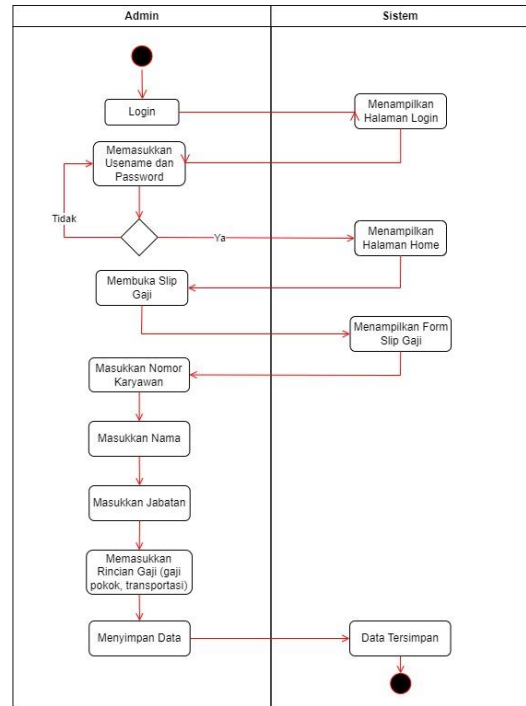 Admin
Sistem
Login
Menampilkan
Halaman Login
Memasukkan
Usename dan
Password
Tidak
Ya
Menampilkan
Halaman Home
Membuka Slip
Gaji
Menampilkan Form
Slip Gaji
Masukkan Nomor
Karyawan
Masukkan Nama
Masukkan Jabatan
Memasukkan
Rincian Gaji (gaji
pokok, transportasi)
Menyimpan Data
Data Tersimpan